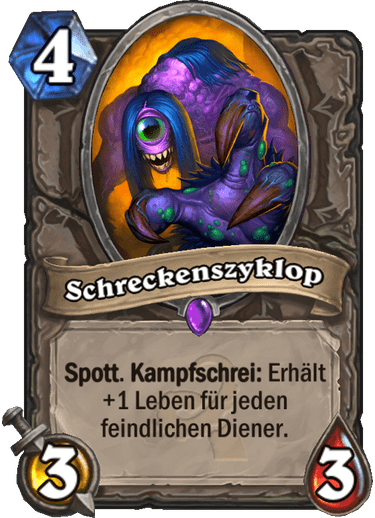 4
Schreckenszyklop
Spott. Kampfschrei: Erhält
+1 Leben für jeden
feindlichen Diener.
3
3